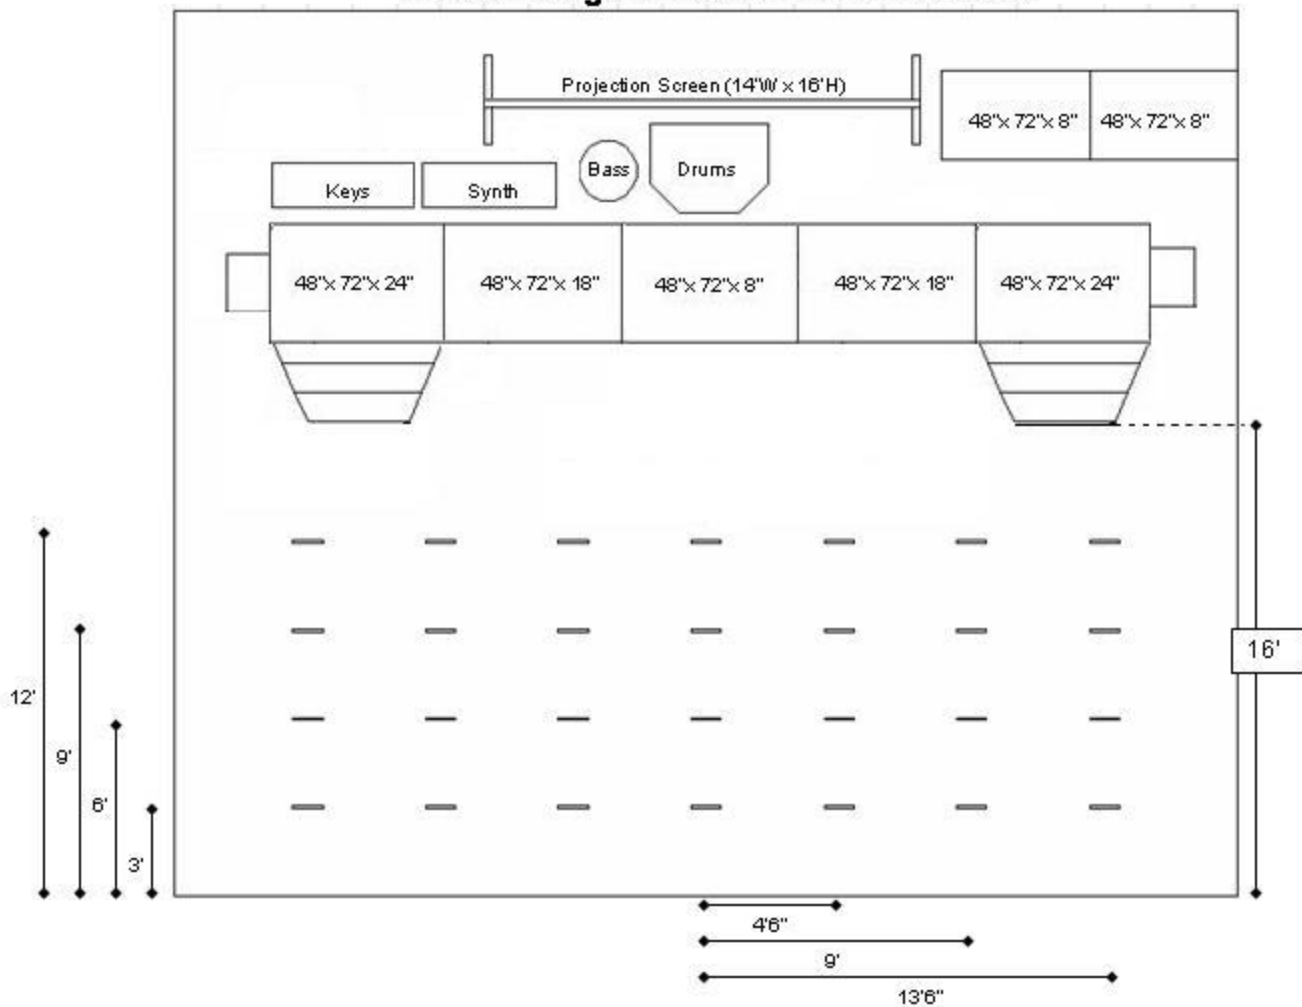 Projection Screen (14'W x 16'H)
48"x 72"x 8" 48"x 72"x 8"
Bass Drums
Keys Synth
48"x 72"x 24" 48"x 72"x 18" 48"x 72"x 8" 48"x 72"x 18" 48"x 72"x 24"
16'
12'
9'
6'
3'
4'6"
9'
13'6"